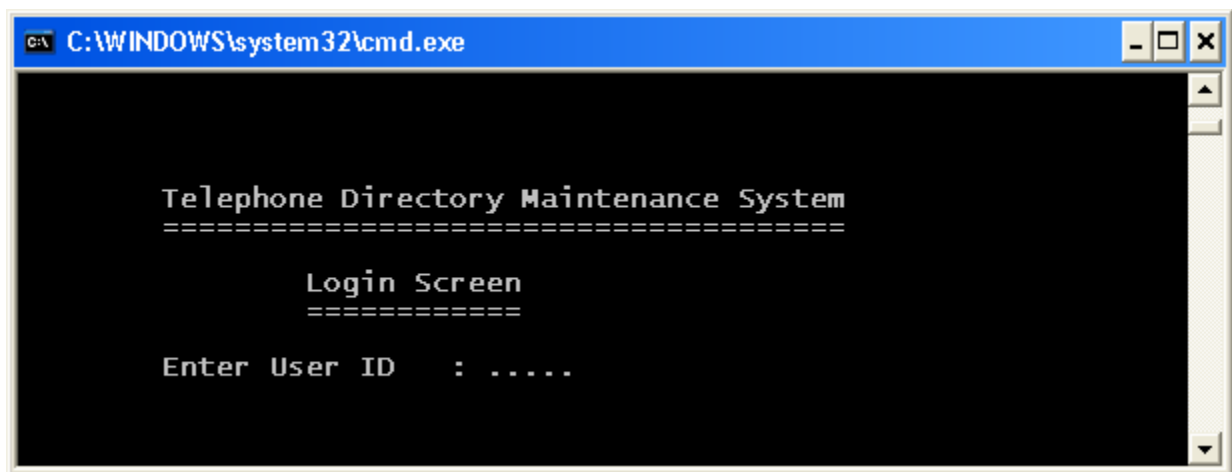 C:\WINDOWS\system32\cmd.exe
Telephone Directory Maintenance System
======================================
Login Screen
============
Enter User ID   : .....